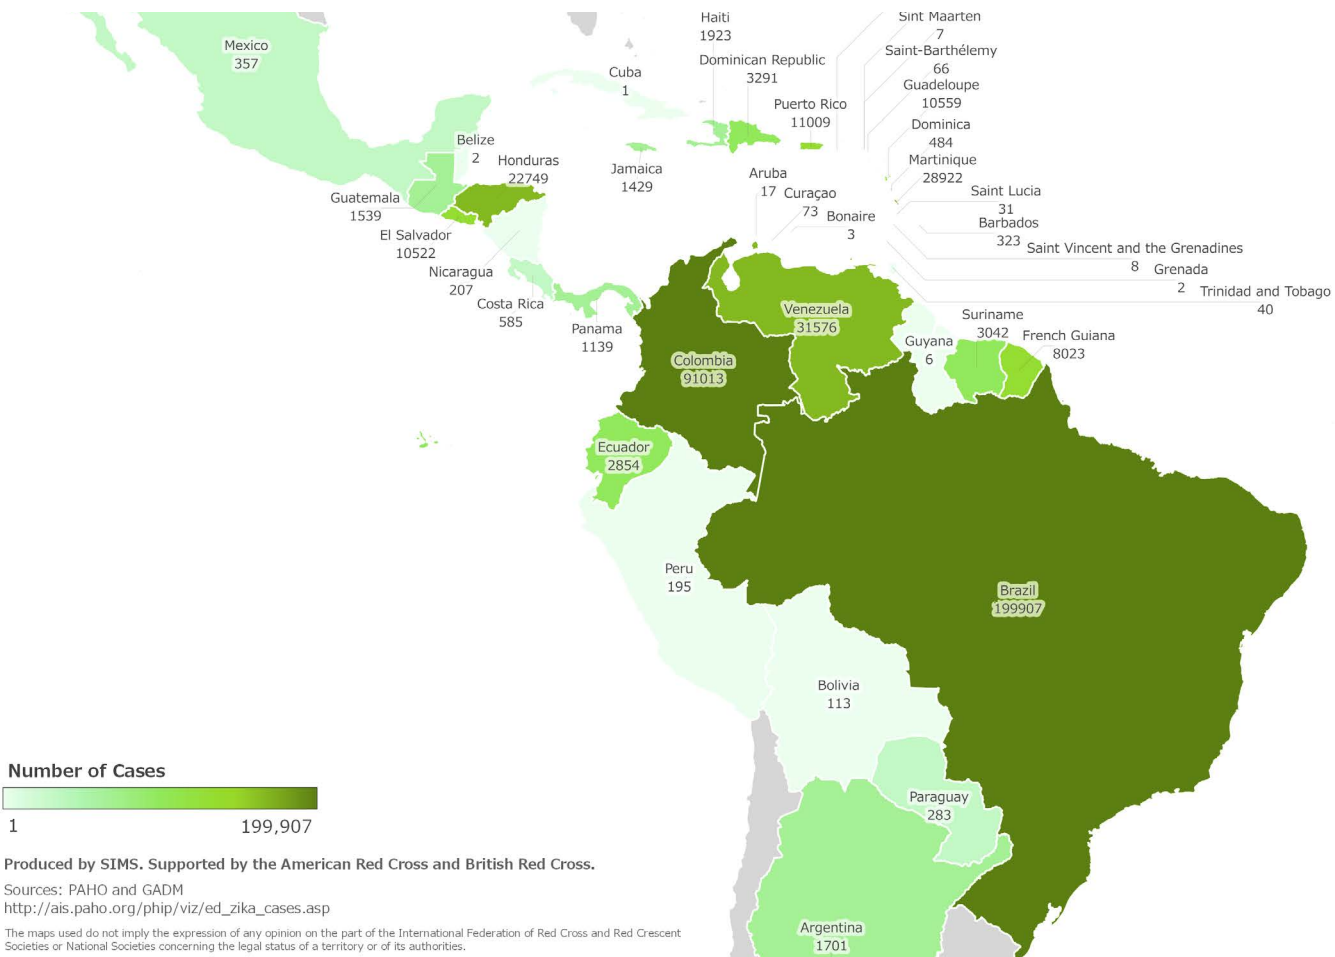 Haiti
1923
Sint Maarten
7
Mexico
357
Saint-Barthélemy
66
Dominican Republic
3291
Cuba
1
Guadeloupe
10559
Puerto Rico
11009
Dominica
484
Belize
2
Honduras
22749
Jamaica
1429
Martinique
28922
Aruba
17
Curaçao
73
Saint Lucia
31
Guatemala
1539
Bonaire
3
Barbados
323
El Salvador
10522
Saint Vincent and the Grenadines
8
Nicaragua
207
Grenada
2
Trinidad and Tobago
40
Costa Rica
585
Panama
1139
Venezuela
31576
Suriname
3042
French Guiana
8023
Guyana
6
Colombia
91013
Ecuador
2854
Peru
195
Brazil
199907
Bolivia
113
Paraguay
283
Argentina
1701
Number of Cases
1 199,907
Produced by SIMS. Supported by the American Red Cross and British Red Cross.
Sources: PAHO and GADM
http://ais.paho.org/phip/viz/ed_zika_cases.asp
The maps used do not imply the expression of any opinion on the part of the International Federation of Red Cross and Red Crescent
Societies or National Societies concerning the legal status of a territory or of its authorities.